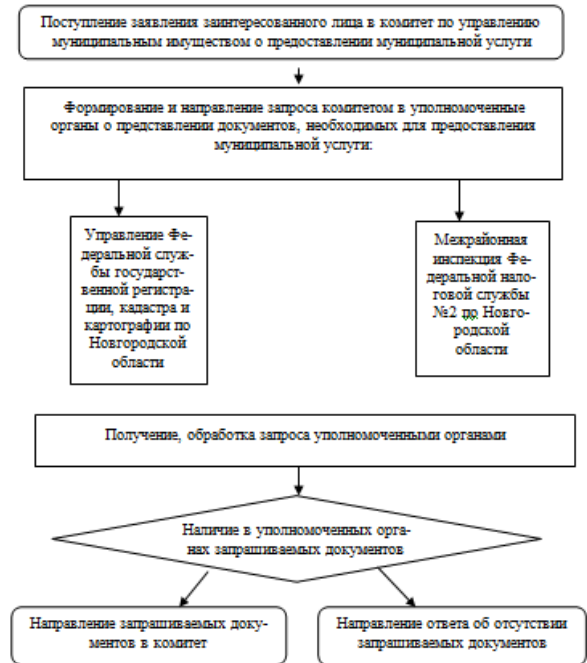 Поступление заявления заинтересованного лица в комитет по управлению
муниципальным имуществом о предоставлении муниципальной услуги
Формирование и направление запроса комитетом в уполномоченные
органы о представлении документов, необходимых для предоставления
муниципальной услуги:
Управление Фе-
деральной служ-
бы государст-
венной регистра-
ции, кадастра и
картографии по
Новгородской
области
Межрайонная
инспекция Фе-
деральной нало-
говой службы
№2 по Новго-
родской
области
Получение, обработка запроса уполномоченными органами
Наличие в уполномоченных орга-
нах запрашиваемых документов
Направление запрашиваемых доку-
ментов в комитет
Направление ответа об отсутствии
запрашиваемых документов